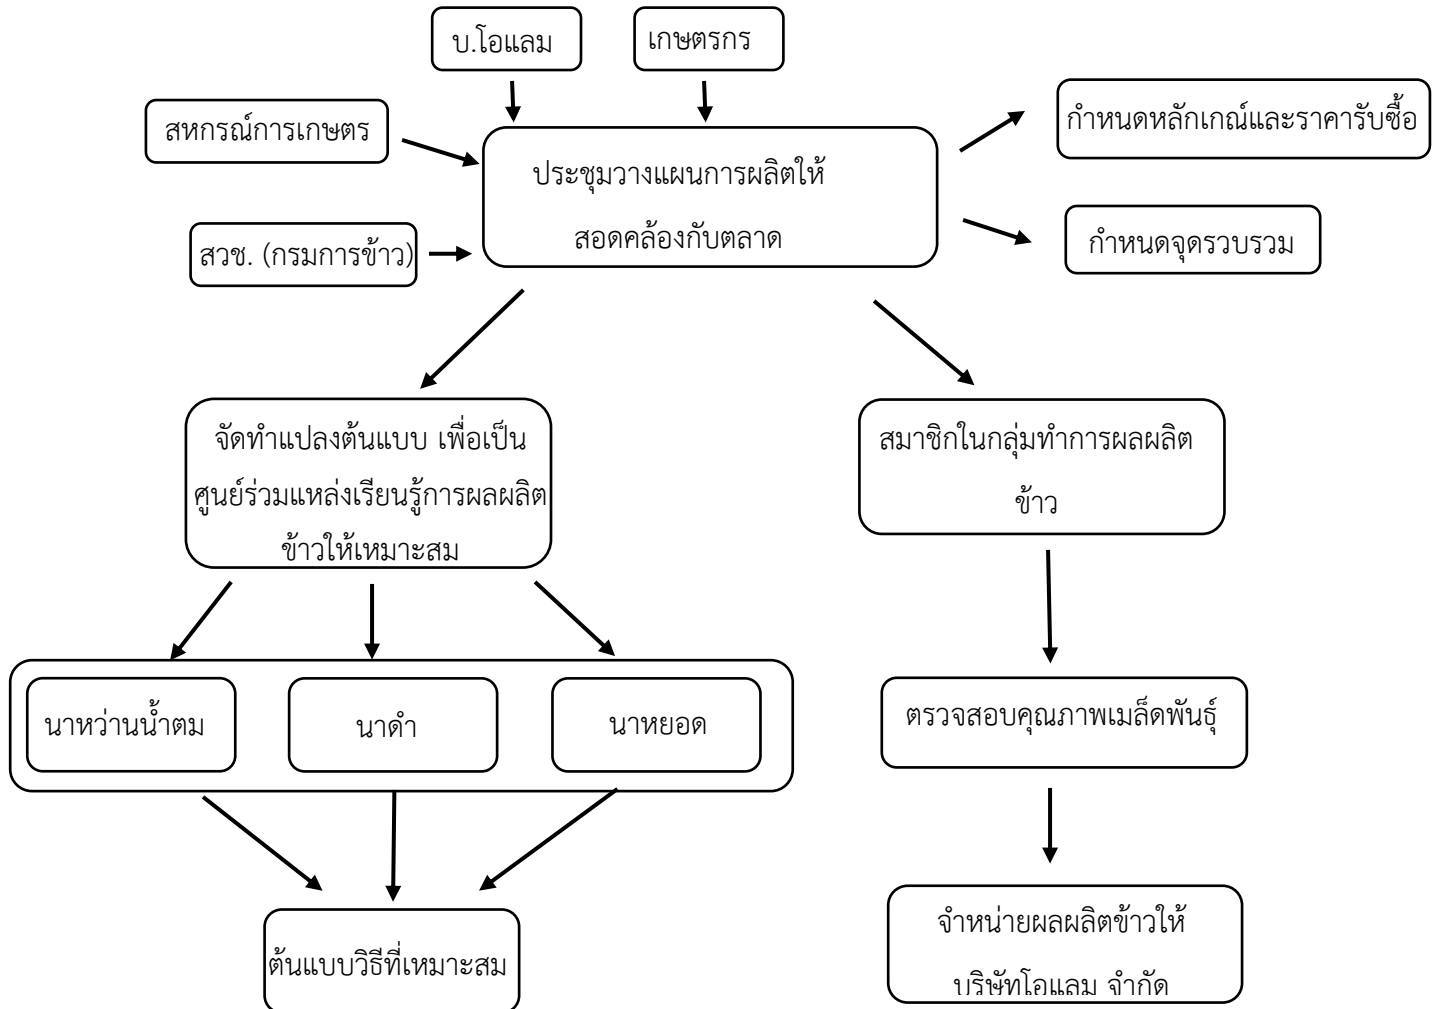 บ.โอแลม
เกษตรกร
สหกรณ์การเกษตร
กำหนดหลักเกณ์และราคารับซื้อ
ประชุมวางแผนการผลิตให้
สอดคล้องกับตลาด
สวช. (กรมการข้าว)
กำหนดจุดรวบรวม
จัดทำแปลงต้นแบบ เพื่อเป็น
ศูนย์ร่วมแหล่งเรียนรู้การผลผลิต
ข้าวให้เหมาะสม
สมาชิกในกลุ่มทำการผลผลิต
ข้าว
นาหว่านน้ำตม
นาดำ
นาหยอด
ตรวจสอบคุณภาพเมล็ดพันธุ์
ต้นแบบวิธีที่เหมาะสม
จำหน่ายผลผลิตข้าวให้
บริษัทโอแลม จำกัด